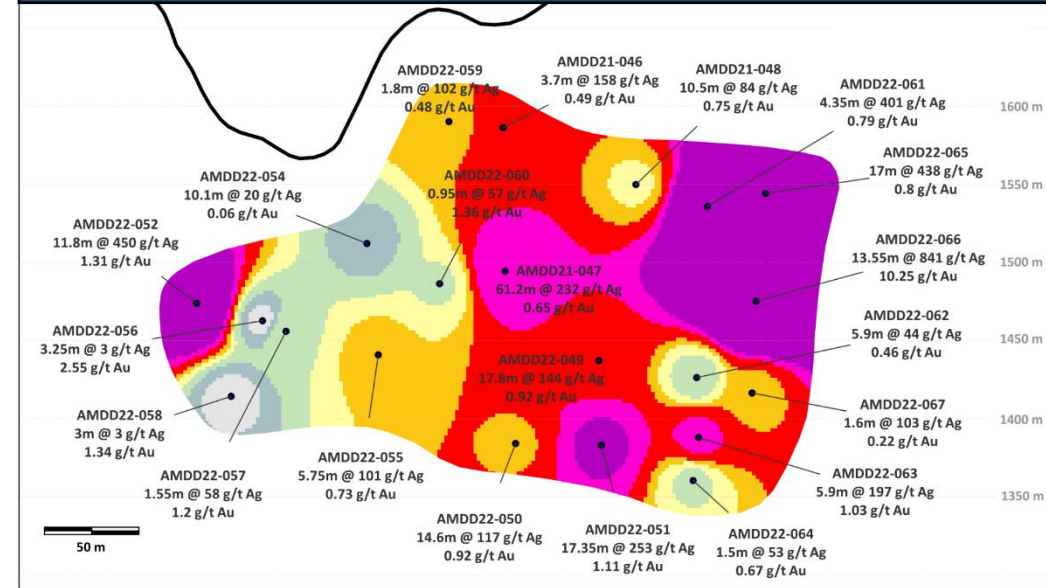 AMDD22-059
1.8m @ 102 g/t Ag
0.48 g/t Au
AMDD21-046
3.7m @ 158 g/t Ag
0.49 g/t Au
AMDD21-048
10.5m @ 84 g/t Ag
0.75 g/t Au
AMDD22-061
4.35m @ 401 g/t Ag
0.79 g/t Au
1600 m
AMDD22-065
17m @ 438 g/t Ag
0.8 g/t Au
1550 m
AMDD22-054
10.1m @ 20 g/t Ag
0.06 g/t Au
AMDD22-060
0.95m @ 57 g/t Ag
1.36 g/t Au
AMDD22-052
11.8m @ 450 g/t Ag
1.31 g/t Au
AMDD22-066
13.55m @ 841 g/t Ag
10.25 g/t Au
1500 m
AMDD21-047
61.2m @ 232 g/t Ag
0.65 g/t Au
AMDD22-062
5.9m @ 44 g/t Ag
0.46 g/t Au
1450 m
AMDD22-056
3.25m @ 3 g/t Ag
2.55 g/t Au
AMDD22-049
17.8m @ 144 g/t Ag
0.92 g/t Au
AMDD22-067
1.6m @ 103 g/t Ag
0.22 g/t Au
1400 m
AMDD22-058
3m @ 3 g/t Ag
1.34 g/t Au
AMDD22-057
1.55m @ 58 g/t Ag
1.2 g/t Au
AMDD22-055
5.75m @ 101 g/t Ag
0.73 g/t Au
AMDD22-063
5.9m @ 197 g/t Ag
1.03 g/t Au
1350 m
AMDD22-050
14.6m @ 117 g/t Ag
0.92 g/t Au
AMDD22-051
17.35m @ 253 g/t Ag
1.11 g/t Au
AMDD22-064
1.5m @ 53 g/t Ag
0.67 g/t Au
50 m